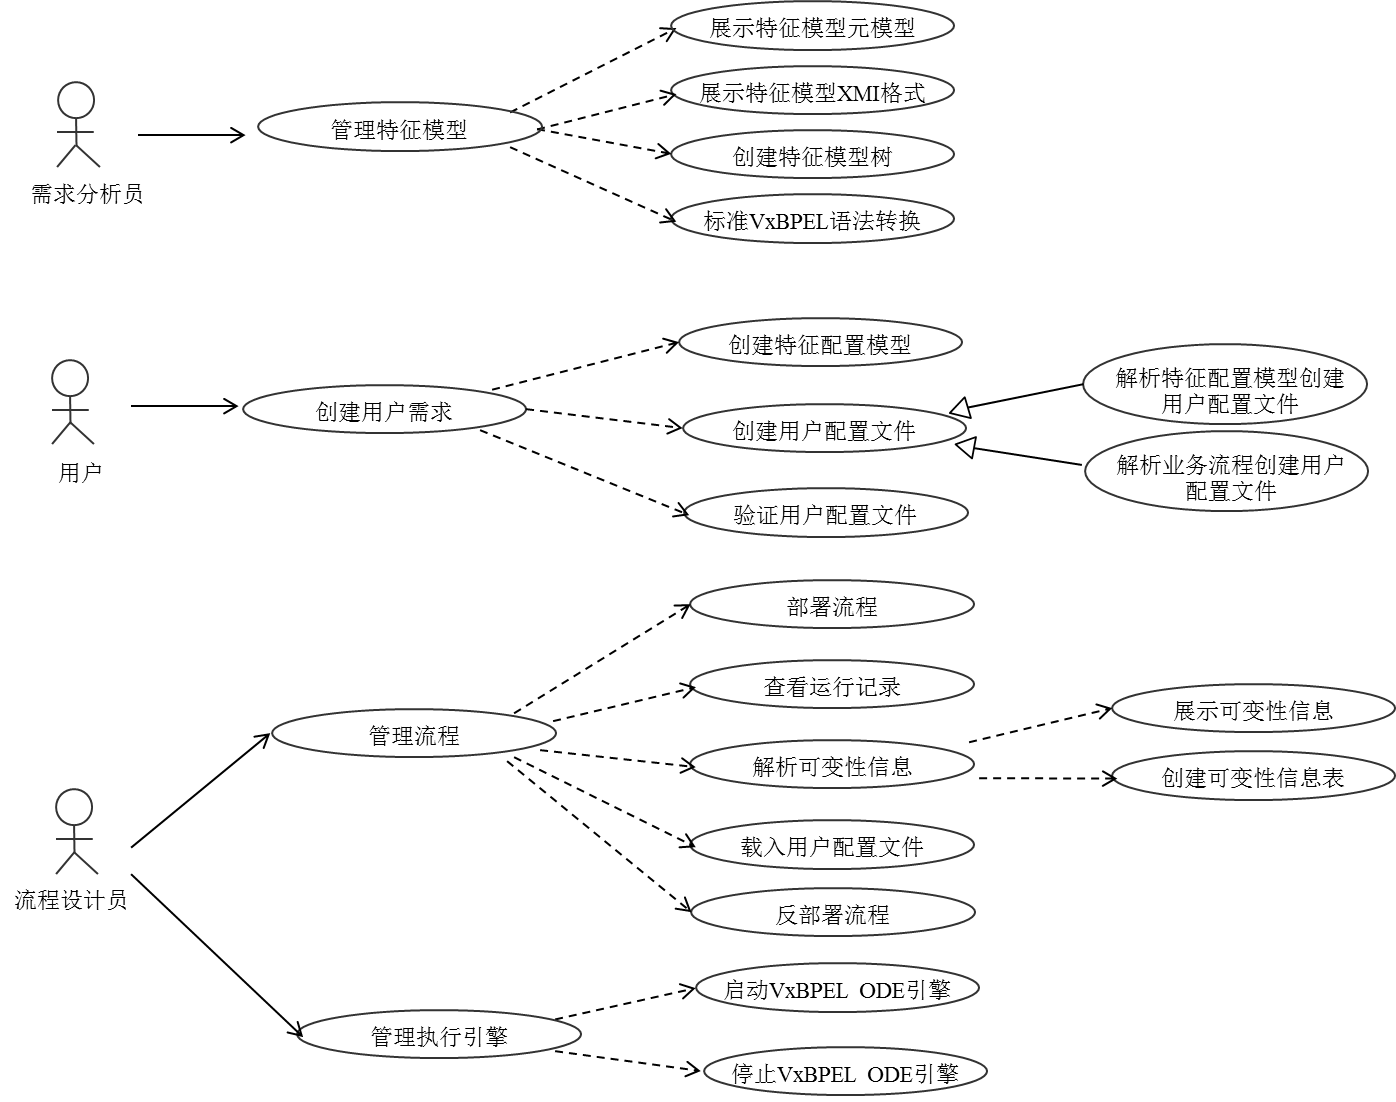 展示特征模型元模型
展示特征模型XMI格式
管理特征模型
创建特征模型树
需求分析员
标准VxBPEL语法转换
创建特征配置模型
解析特征配置模型创建
用户配置文件
创建用户需求
创建用户配置文件
用户
解析业务流程创建用户
配置文件
验证用户配置文件
部署流程
查看运行记录
展示可变性信息
管理流程
解析可变性信息
创建可变性信息表
载入用户配置文件
流程设计员
反部署流程
启动VxBPEL_ODE引擎
管理执行引擎
停止VxBPEL_ODE引擎